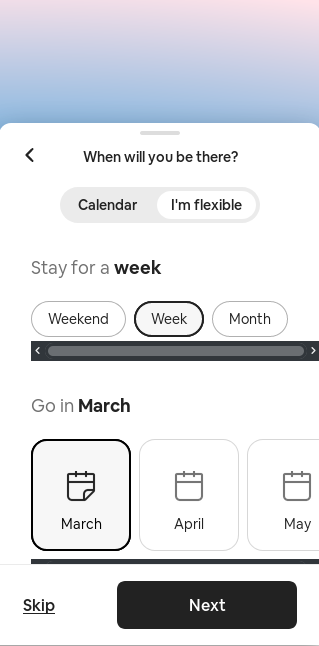 When will you be there?
Calendar
I'm flexible
Stay for a week
Weekend
Week
Month
Go in March
March
April
May
Skip
Next